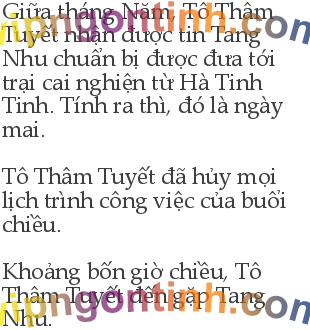 Giữa tháng Năm, Tô Thâm
Tuyết nhận được tin Tang
Nhu chuẩn bị được đưa tới
trại cai nghiện từ Hà Tinh
Tinh. Tính ra thì, đó là ngày
mai.
Tô Thâm Tuyết đã hủy mọi
lịch trình công việc của buổi
chiều.
Khoảng bốn giờ chiều, Tô
Thâm Tuyết đến gặp Tang
Nhu.
vipngontinh.com
vipngontinh.com